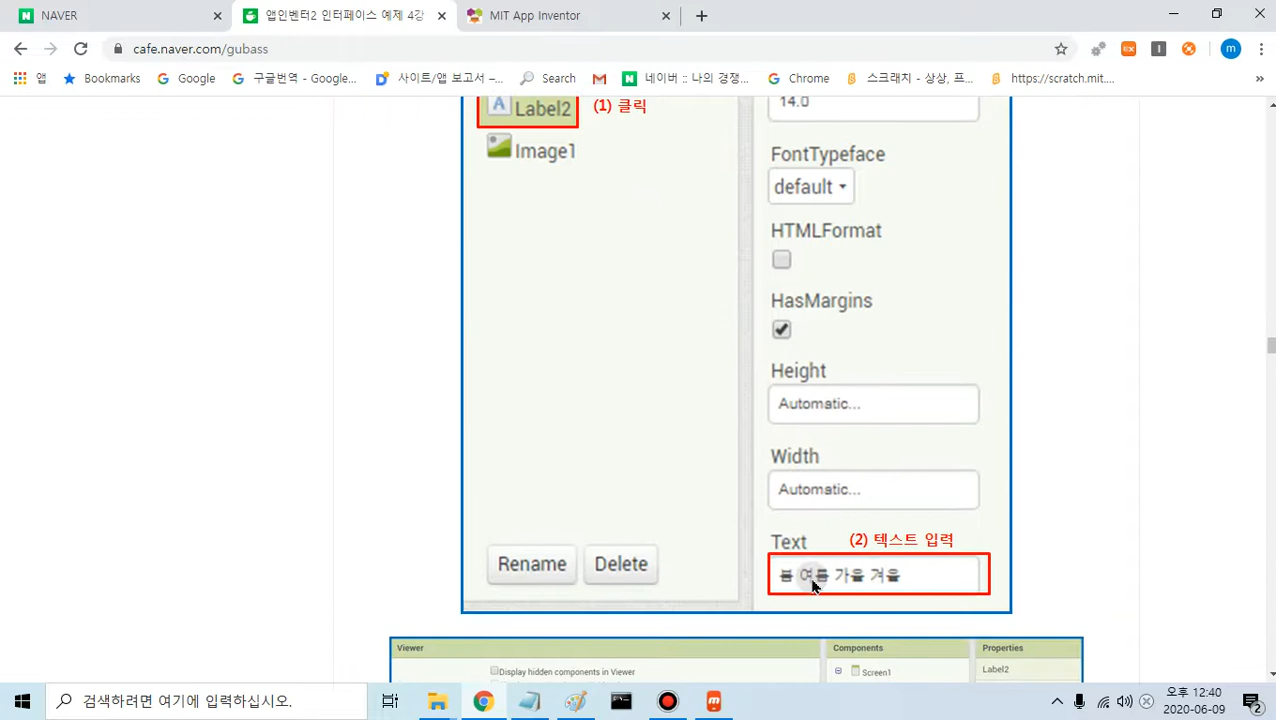 NAVER
앱인벤터2 인터페이스 예제 4강
MIT App Inventor
cafe.naver.com/gubass
m
앱
Bookmarks
Google
구글번역 - Google...
사이트/앱 보고서 –...
Search
네이버 :: 나의 경쟁...
Chrome
스크래치 - 상상, 프...
https://scratch.mit....
»
Label2
(1) 클릭
14.0
Image1
FontTypeface
default
HTMLFormat
HasMargins
Height
Automatic...
Width
Automatic...
Text
(2) 텍스트 입력
Rename
Delete
봄 여름 가을 겨울
Viewer
Components
Properties
Display hidden components in Viewer
Screen1
Label2
검색하려면 여기에 입력하십시오.
오후 12:40
2020-06-09
2